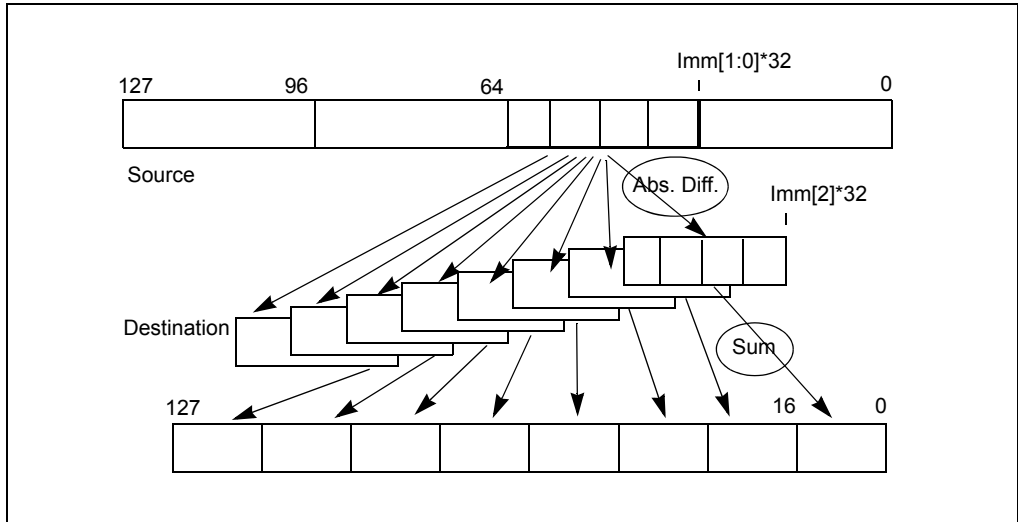 Imm[1:0]*32
127 96 64 0
Source
Abs. Diff.
Imm[2]*32
Destination
Sum
127 16 0